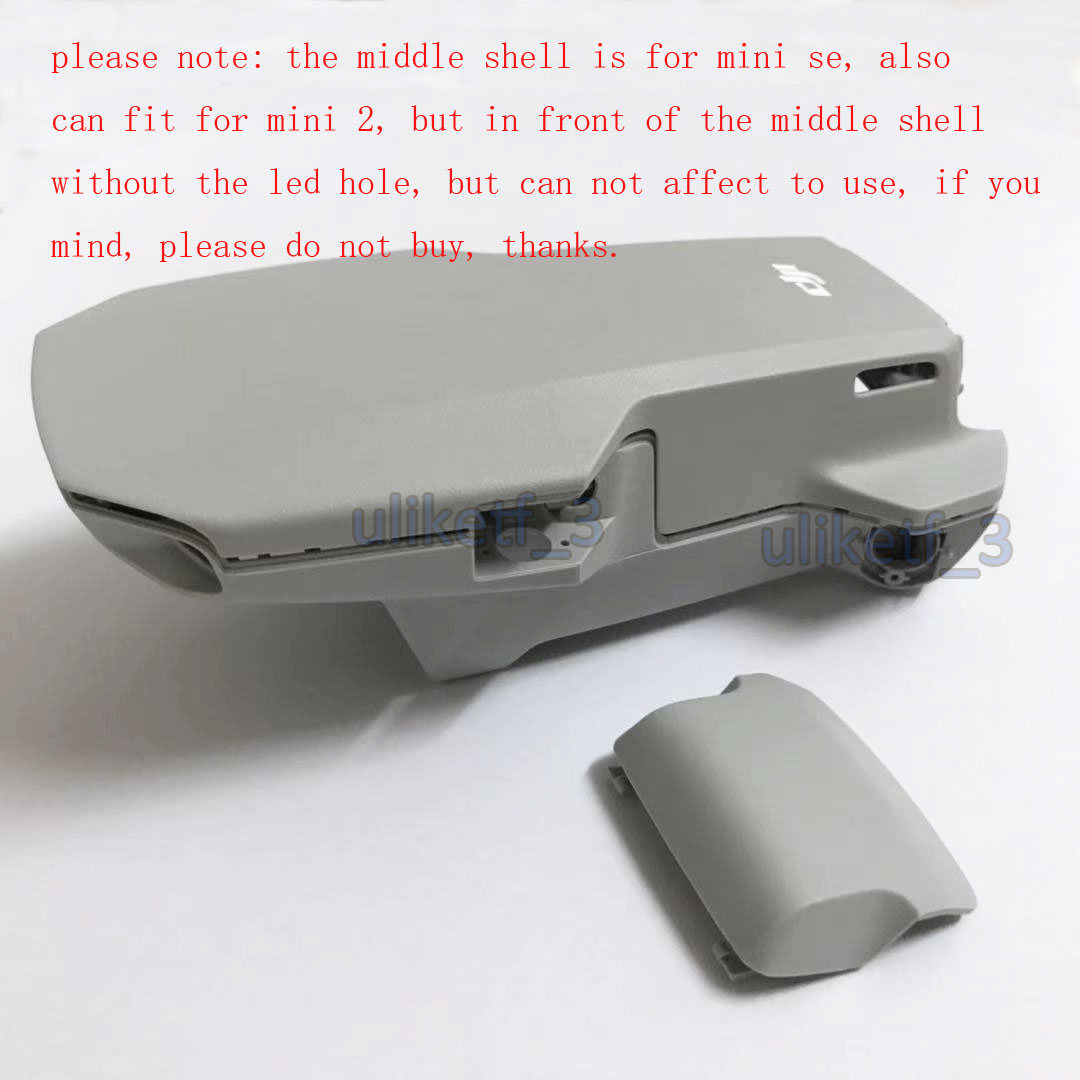 please note: the middle shell is for mini se, also
can fit for mini 2, but in front of the middle shell
without the led hole, but can not affect to use, if you
mind, please do not buy, thanks.
dji
uliketf_3
uliketf_3